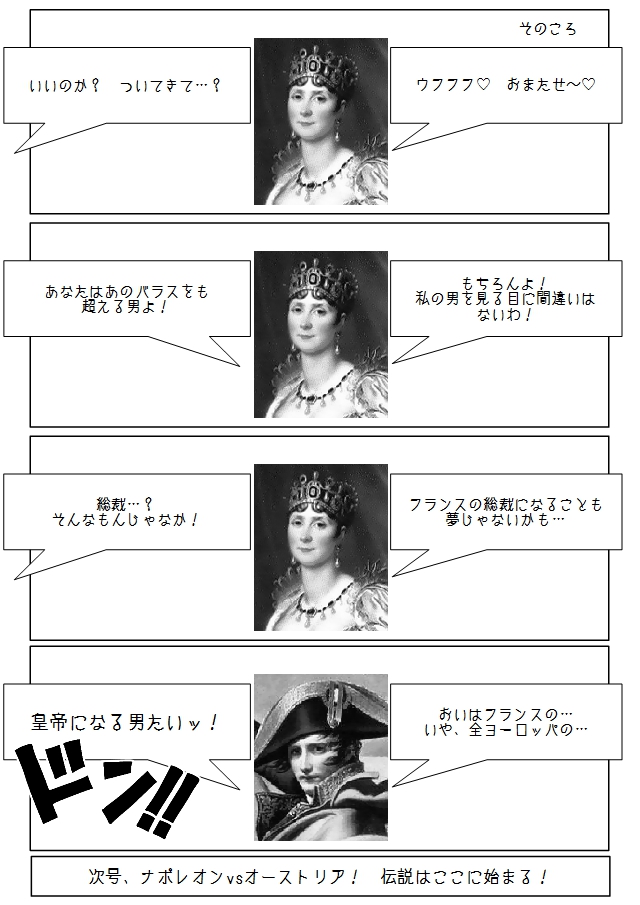 そのころ
ウフフフ♡　おまたせ～♡
いいのか？　ついてきて…？
もちろんよ！
私の男を見る目に間違いは
ないわ！
あなたはあのバラスをも
超える男よ！
フランスの総裁になることも
夢じゃないかも…
総裁…？
そんなもんじゃなか！
おいはフランスの…
いや、全ヨーロッパの…
皇帝になる男たいッ！
ドン!!
次号、ナポレオンvsオーストリア！　伝説はここに始まる！